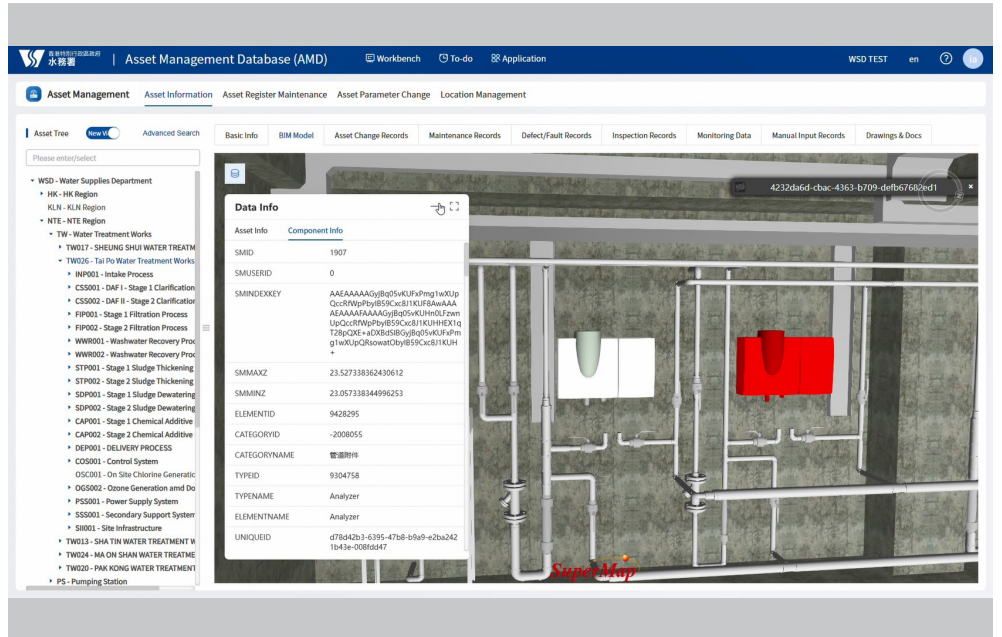 香港特別行政區政府
水務署
Asset Management Database (AMD)
Workbench
To-do
Application
WSD TEST
en
Asset Management
Asset Information
Asset Register Maintenance
Asset Parameter Change
Location Management
Asset Tree
New Vi
Advanced Search
Please enter/select
WSD - Water Supplies Department
HK - HK Region
KLN - KLN Region
NTE - NTE Region
TW - Water Treatment Works
TW017 - SHEUNG SHUI WATER TREATM
TW026 - Tai Po Water Treatment Works
INP001 - Intake Process
CSS001 - DAF I - Stage 1 Clarification
CSS002 - DAF II - Stage 2 Clarification
FIP001 - Stage 1 Filtration Process
FIP002 - Stage 2 Filtration Process
WWR001 - Washwater Recovery Proc
WWR002 - Washwater Recovery Proc
STP001 - Stage 1 Sludge Thickening
STP002 - Stage 2 Sludge Thickening
SDP001 - Stage 1 Sludge Dewatering
SDP002 - Stage 2 Sludge Dewatering
CAP001 - Stage 1 Chemical Additive
CAP002 - Stage 2 Chemical Additive
DEP001 - DELIVERY PROCESS
COS001 - Control System
OSC001 - On Site Chlorine Generatic
OGS002 - Ozone Generation amd Do
PSS001 - Power Supply System
SSS001 - Secondary Support System
SII001 - Site Infrastructure
TW013 - SHA TIN WATER TREATMENT W
TW024 - MA ON SHAN WATER TREATME
TW020 - PAK KONG WATER TREATMENT
PS - Pumping Station
Basic Info
BIM Model
Asset Change Records
Maintenance Records
Defect/Fault Records
Inspection Records
Monitoring Data
Manual Input Records
Drawings & Docs
4232da6d-cbac-4363-b709-defb67682ed1
Data Info
Asset Info
Component Info
SMID 1907
SMUSERID 0
SMINDEXKEY
SMMAXZ 23.527338362430612
SMMINZ 23.057338344996253
ELEMENTID 9428295
CATEGORYID -2008055
CATEGORYNAME 管道附件
TYPEID 9304758
TYPENAME Analyzer
ELEMENTNAME Analyzer
UNIQUEID d78d42b3-6395-47b8-b9a9-e2ba242
1b43e-008fdd47
SuperMap